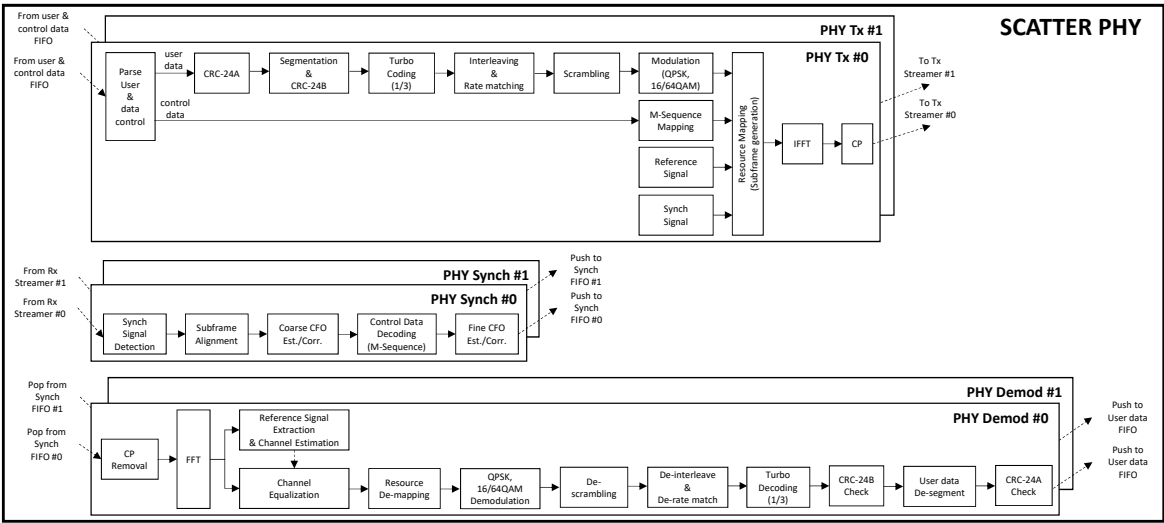 SCATTER PHY
From user &
control data
FIFO
From user &
control data
FIFO
PHY Tx #1
PHY Tx #0
Parse
User
&
data
control
user
data
control
data
CRC-24A
Segmentation
&
CRC-24B
Turbo
Coding
(1/3)
Interleaving
&
Rate matching
Scrambling
Modulation
(QPSK,
16/64QAM)
M-Sequence
Mapping
Reference
Signal
Synch
Signal
Resource Mapping
(Subframe generation)
IFFT
CP
To Tx
Streamer #1
To Tx
Streamer #0
From Rx
Streamer #1
From Rx
Streamer #0
PHY Synch #1
PHY Synch #0
Synch
Signal
Detection
Subframe
Alignment
Coarse CFO
Est./Corr.
Control Data
Decoding
(M-Sequence)
Fine CFO
Est./Corr.
Push to
Synch
FIFO #1
Push to
Synch
FIFO #0
Pop from
Synch
FIFO #1
Pop from
Synch
FIFO #0
PHY Demod #1
PHY Demod #0
CP
Removal
FFT
Reference Signal
Extraction
& Channel Estimation
Channel
Equalization
Resource
De-mapping
QPSK,
16/64QAM
Demodulation
De-
scrambling
De-interleave
&
De-rate match
Turbo
Decoding
(1/3)
CRC-24B
Check
User data
De-segment
CRC-24A
Check
Push to
User data
FIFO
Push to
User data
FIFO